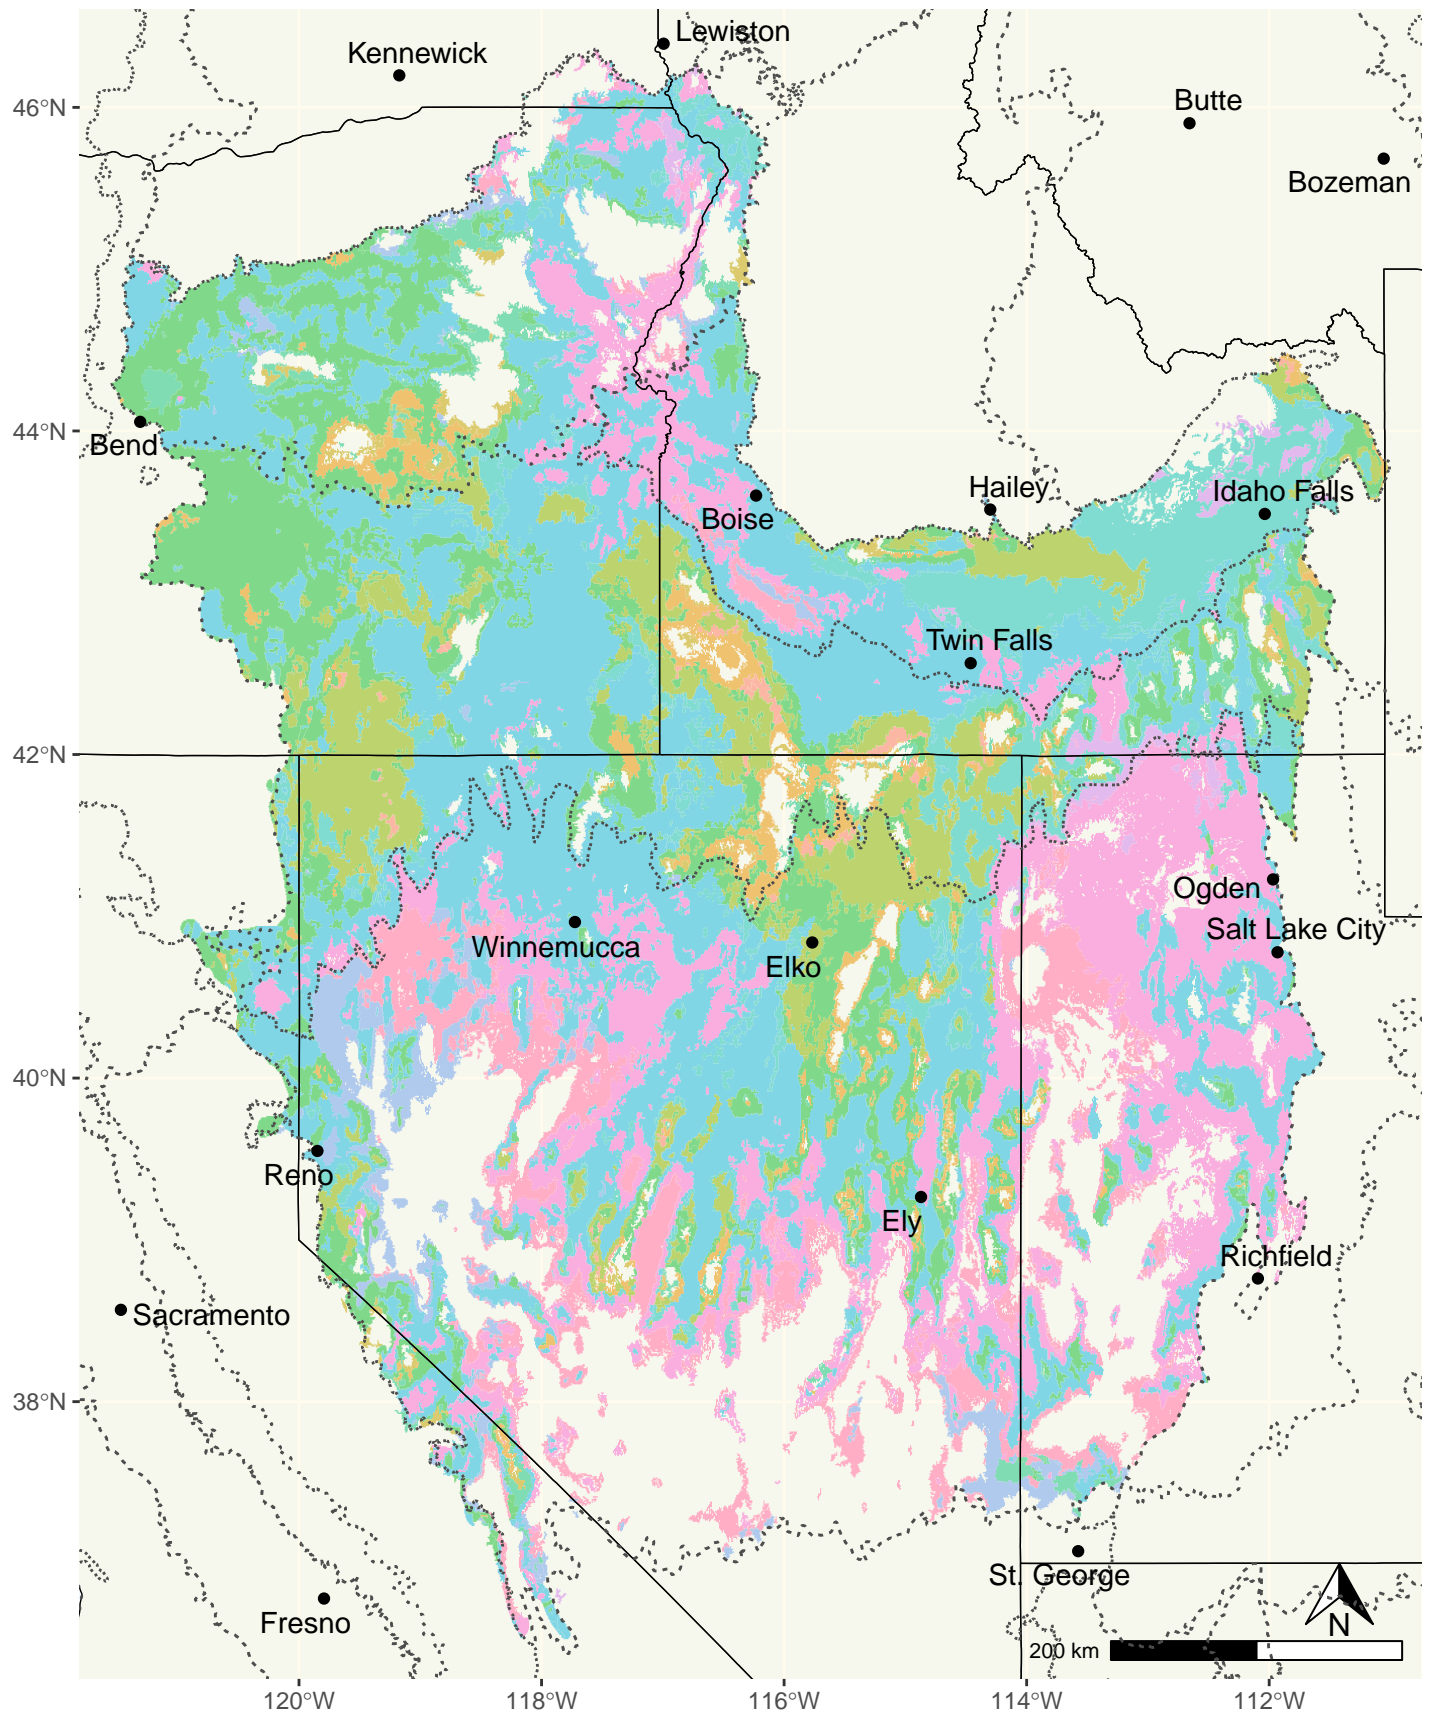 Lewiston
Kennewick
46°N
Butte
Bozeman
44°N
Bend
Hailey
Idaho Falls
Boise
Twin Falls
42°N
Ogden
Salt Lake City
Winnemucca
Elko
40°N
Reno
Ely
Richfield
Sacramento
38°N
St. George
Fresno
N
200 km
120°W
118°W
116°W
114°W
112°W